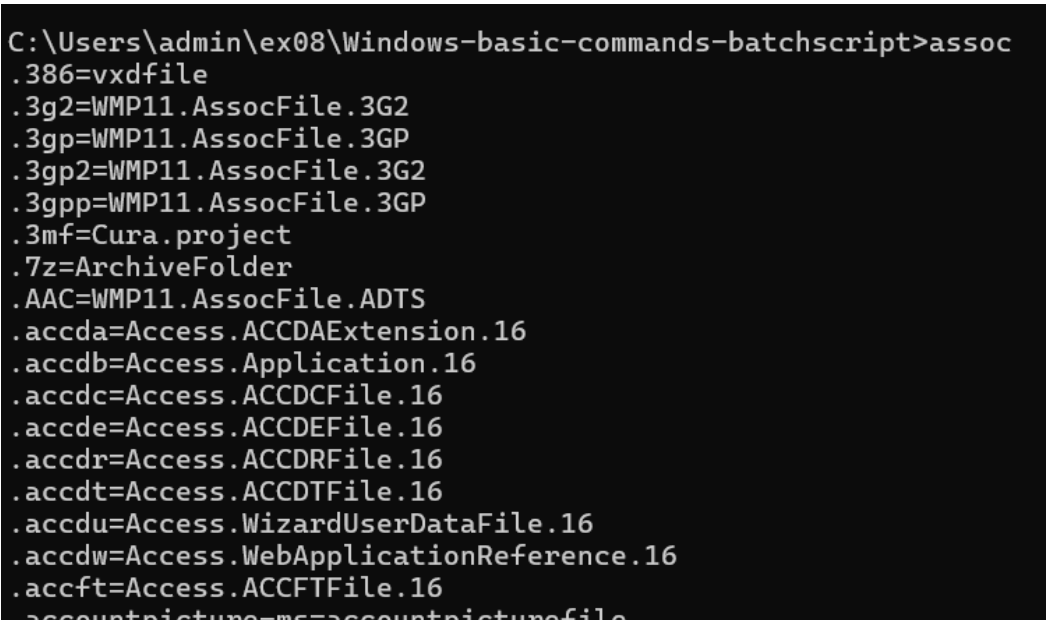 C:\Users\admin\ex08\Windows-basic-commands-batchscript>assoc
.386=vxdfile
.3g2=WMP11.AssocFile.3G2
.3gp=WMP11.AssocFile.3GP
.3gp2=WMP11.AssocFile.3G2
.3gpp=WMP11.AssocFile.3GP
.3mf=Cura.project
.7z=ArchiveFolder
.AAC=WMP11.AssocFile.ADTS
.accda=Access.ACCDAExtension.16
.accdb=Access.Application.16
.accdc=Access.ACCDCFile.16
.accde=Access.ACCDEFile.16
.accdr=Access.ACCDRFile.16
.accdt=Access.ACCDTFile.16
.accdu=Access.WizardUserDataFile.16
.accdw=Access.WebApplicationReference.16
.accft=Access.ACCFTFile.16
.accountpicture-ms=accountpicturefile